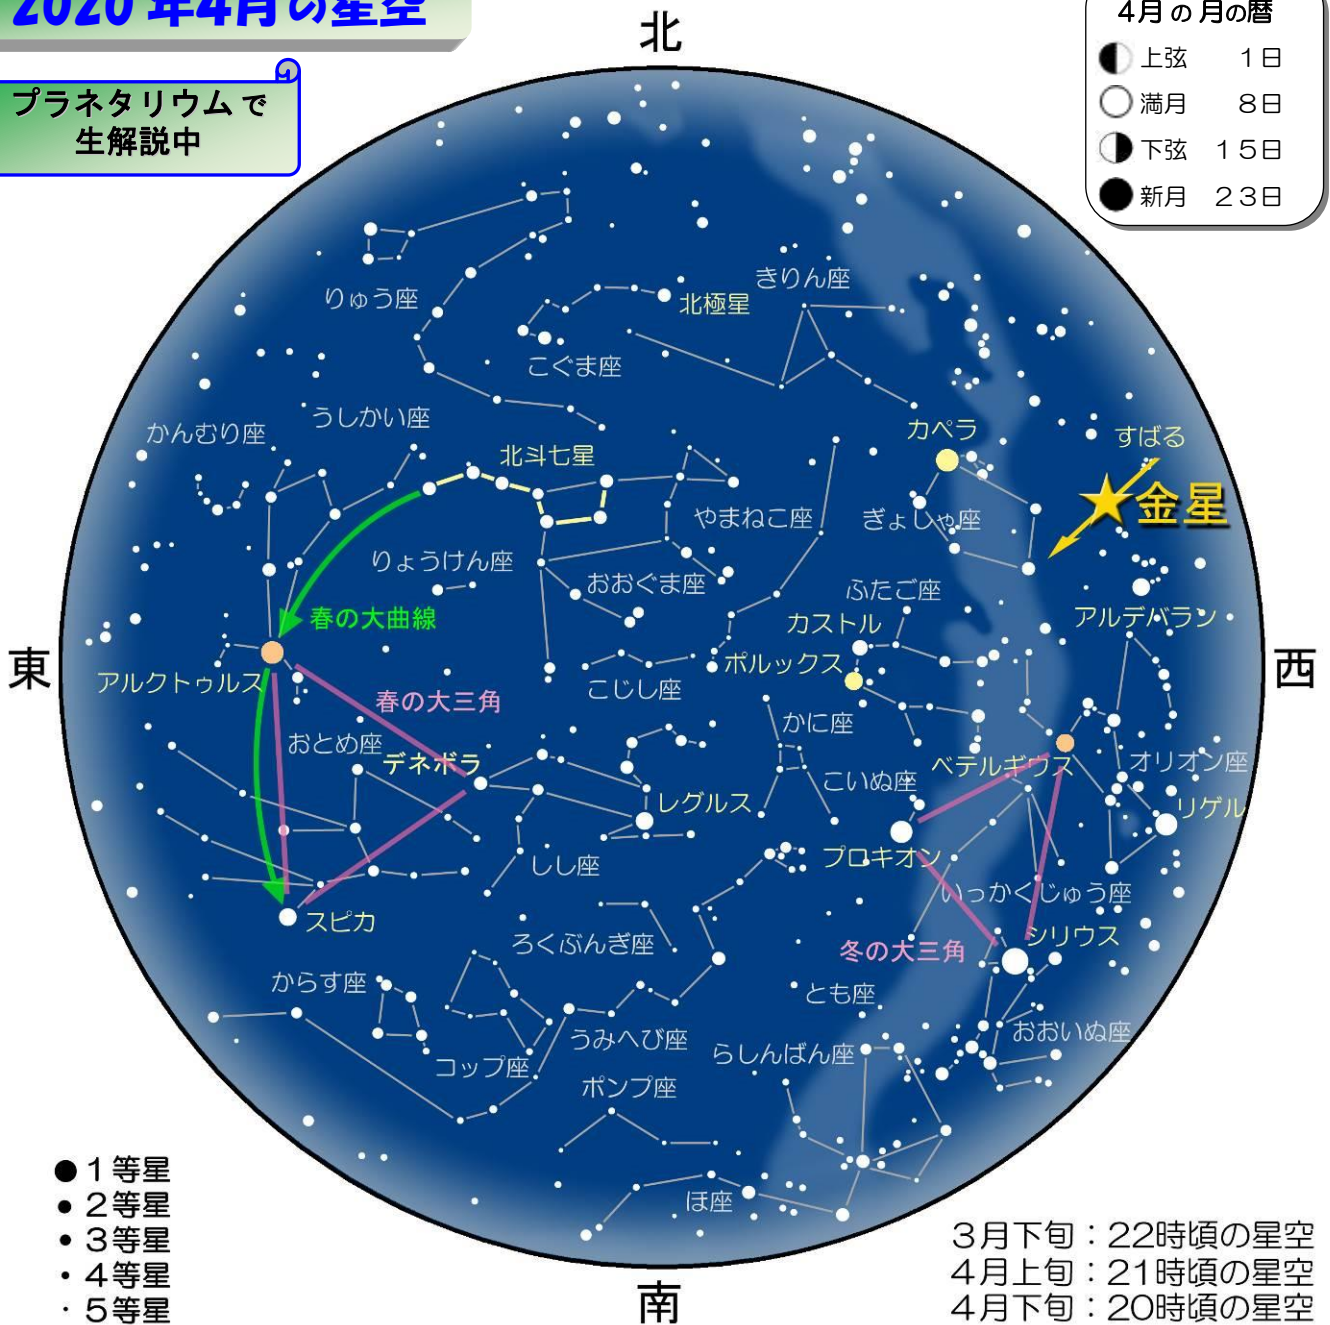 2020年4月の星空
北
4月の月の暦
上弦 1日
満月 8日
下弦 15日
新月 23日
プラネタリウムで
生解説中
きりん座
りゅう座
北極星
こぐま座
うしかい座
かんむり座
カペラ
すばる
北斗七星
金星
やまねこ座
ぎょしゃ座
りょうけん座
おおぐま座
ふたご座
春の大曲線
カストル
アルデバラン
東
ポルックス
西
アルクトゥルス
こじし座
春の大三角
かに座
おとめ座
デネボラ
ベテルギウス
オリオン座
こいぬ座
レグルス
リゲル
しし座
プロキオン
いっかくじゅう座
スピカ
ろくぶんぎ座
冬の大三角
シリウス
からす座
とも座
うみへび座
おおいぬ座
らしんばん座
コップ座
ポンプ座
ほ座
1等星
2等星
3等星
4等星
5等星
南
3月下旬：22時頃の星空
4月上旬：21時頃の星空
4月下旬：20時頃の星空